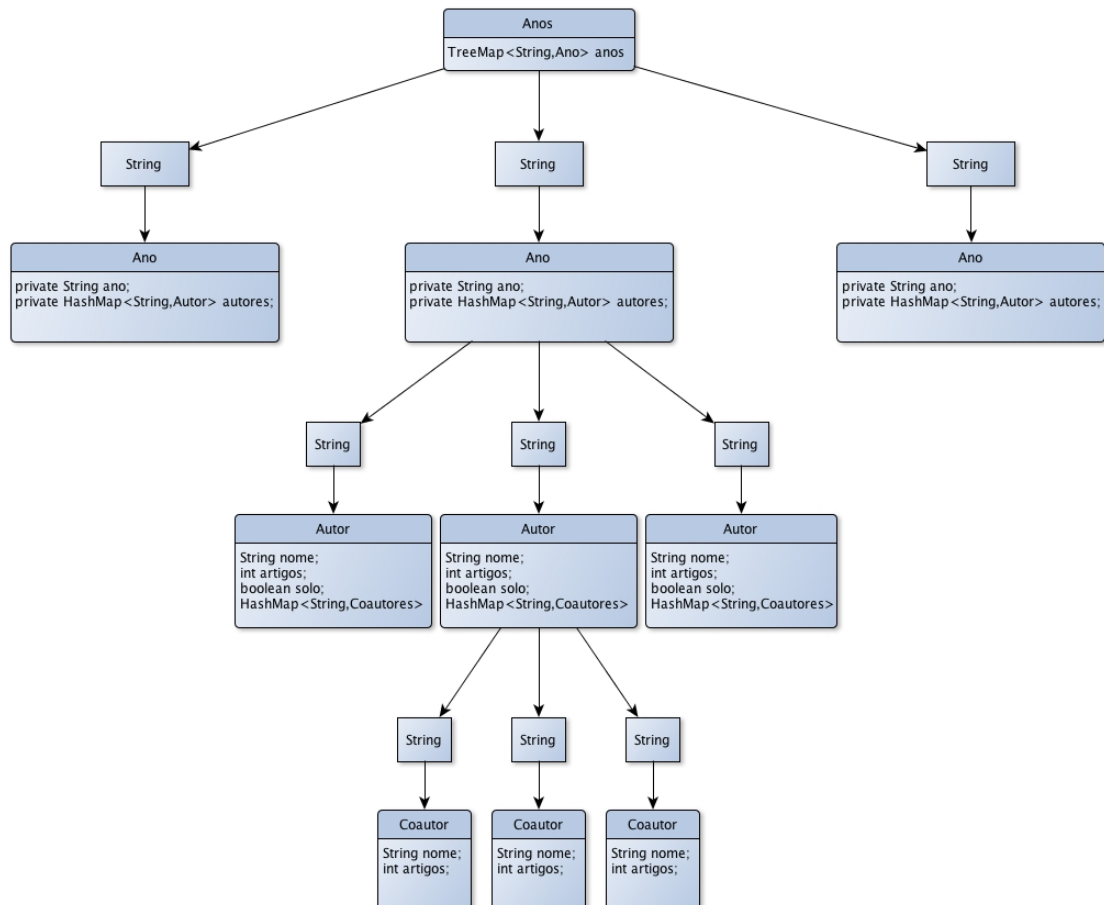 Anos
TreeMap<String,Ano> anos
String
String
String
Ano
private String ano;
private HashMap<String,Autor> autores;
Ano
private String ano;
private HashMap<String,Autor> autores;
Ano
private String ano;
private HashMap<String,Autor> autores;
String
String
String
Autor
String nome;
int artigos;
boolean solo;
HashMap<String,Coautores>
Autor
String nome;
int artigos;
boolean solo;
HashMap<String,Coautores>
Autor
String nome;
int artigos;
boolean solo;
HashMap<String,Coautores>
String
String
String
Coautor
String nome;
int artigos;
Coautor
String nome;
int artigos;
Coautor
String nome;
int artigos;